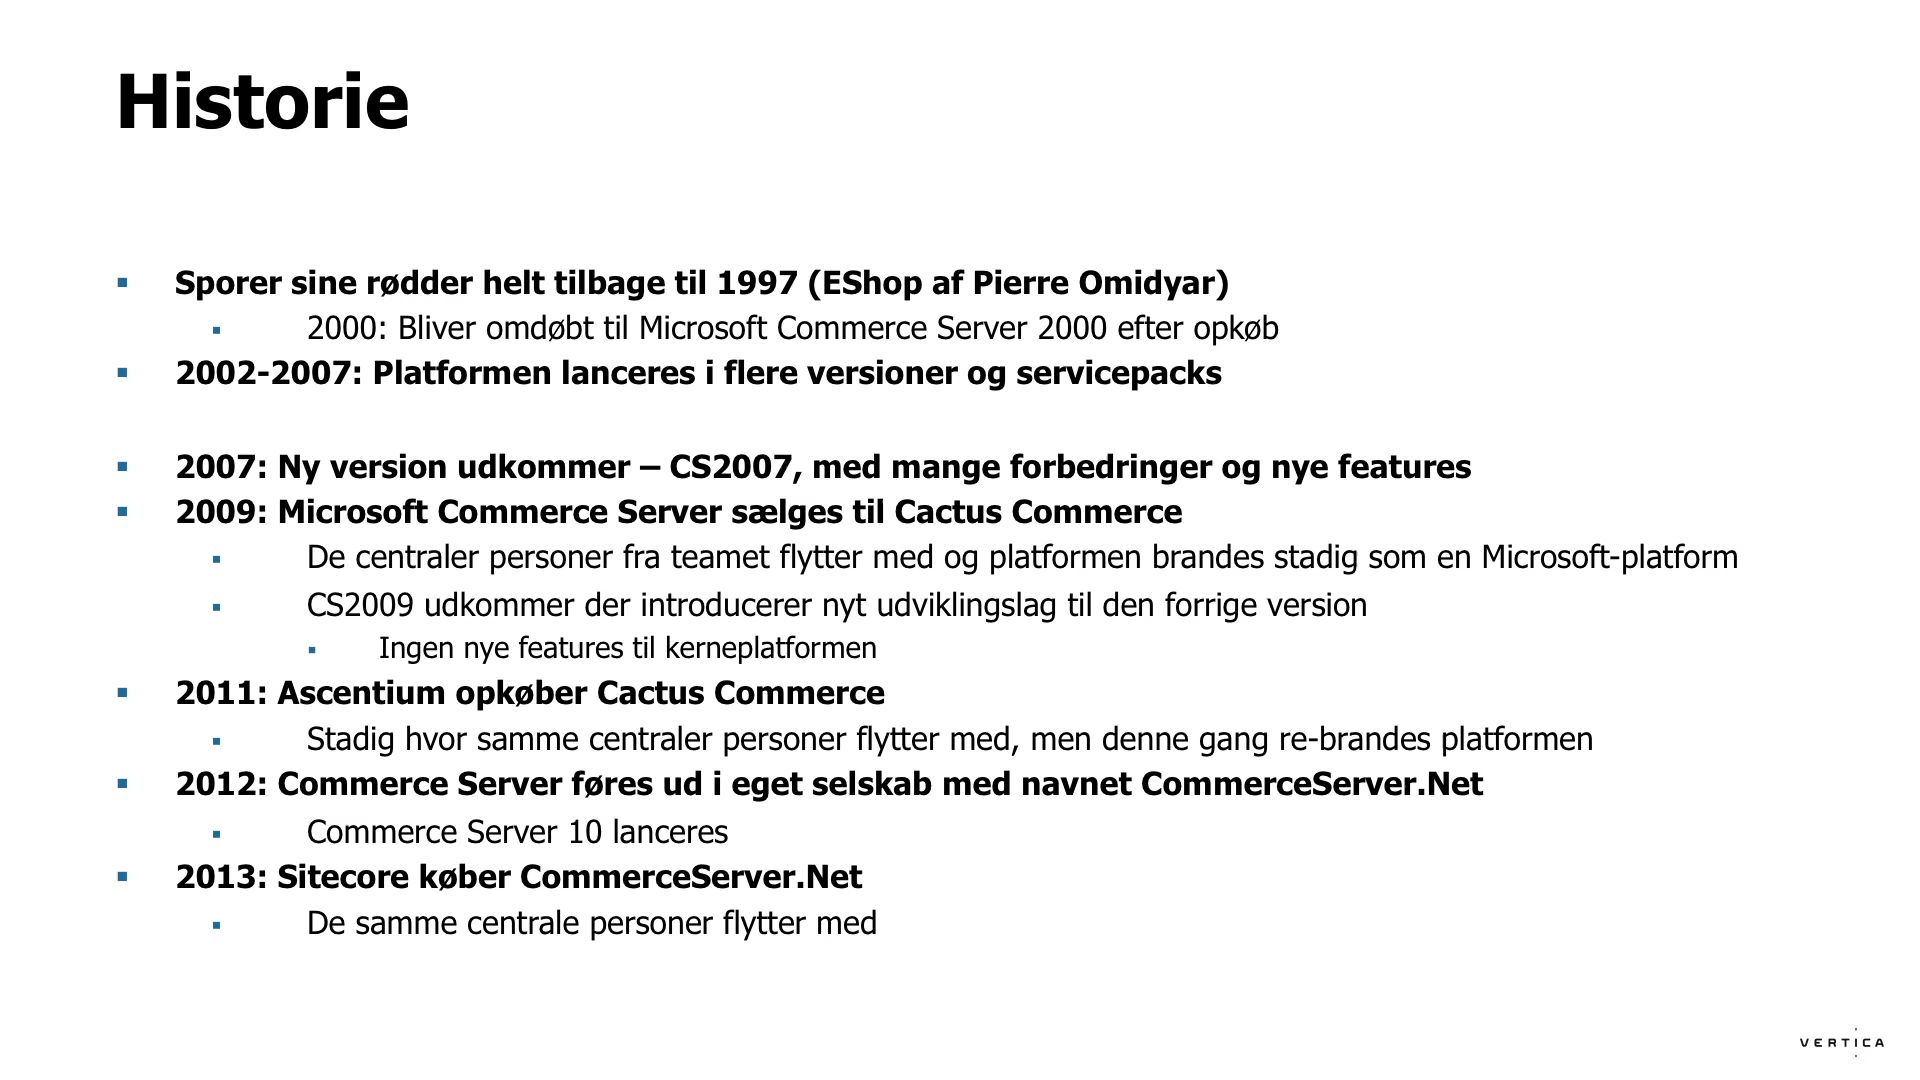 Historie
Sporer sine rødder helt tilbage til 1997 (EShop af Pierre Omidyar)
2000: Bliver omdøbt til Microsoft Commerce Server 2000 efter opkøb
2002-2007: Platformen lanceres i flere versioner og servicepacks
2007: Ny version udkommer – CS2007, med mange forbedringer og nye features
2009: Microsoft Commerce Server sælges til Cactus Commerce
De centraler personer fra teamet flytter med og platformen brandes stadig som en Microsoft-platform
CS2009 udkommer der introducerer nyt udviklingslag til den forrige version
Ingen nye features til kerneplatformen
2011: Ascentium opkøber Cactus Commerce
Stadig hvor samme centraler personer flytter med, men denne gang re-brandes platformen
2012: Commerce Server føres ud i eget selskab med navnet CommerceServer.Net
Commerce Server 10 lanceres
2013: Sitecore køber CommerceServer.Net
De samme centrale personer flytter med
VERTICA